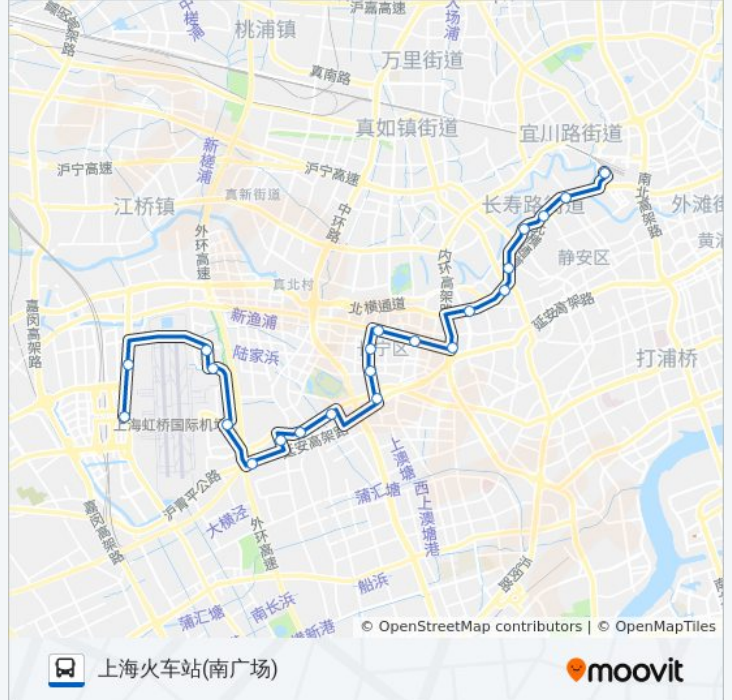 沪嘉高速
桃浦镇
万里街道
真南路
真如镇街道
宜川路街道
新槎浦
沪宁高速
沪宁高速
真新街道
江桥镇
中环路
长寿路街道
南北高架路
外滩街
外环高速
内环高架路
静安区
真北村
北横通道
延安高架路
嘉闵高架路
新渔浦
陆家浜
打浦桥
上海虹桥国际机场
延安高架路
沪青平公路
上澳塘
蒲汇塘
西上澳塘港
嘉闵高架路
大横泾
外环高速
船浜
南长浜
蒲汇塘
© OpenStreetMap contributors | © OpenMapTiles
上海火车站(南广场)
moovit